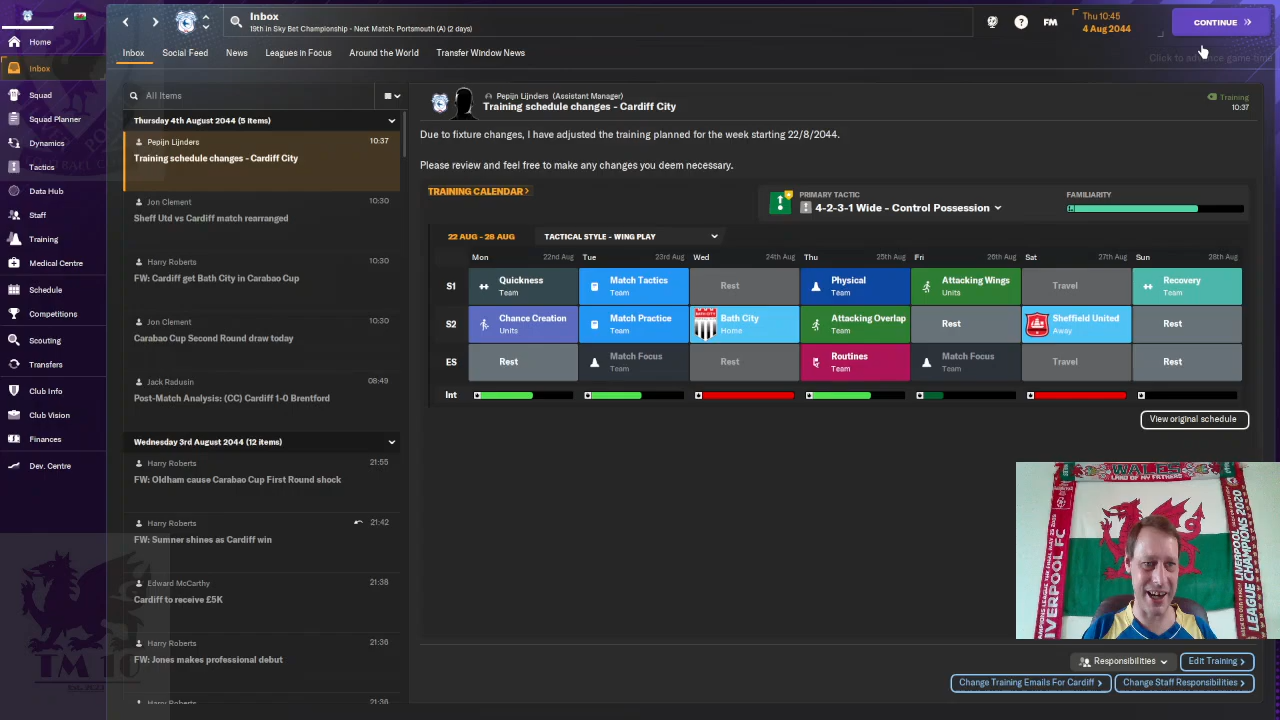 Inbox
19th in Sky Bet Championship - Next Match: Portsmouth (A) (2 days)
FM
Thu 10:45
4 Aug 2044
CONTINUE
Click to advance game time
Inbox
Social Feed
News
Leagues in Focus
Around the World
Transfer Window News
Home
Inbox
Squad
Squad Planner
Dynamics
Tactics
Data Hub
Staff
Training
Medical Centre
Schedule
Competitions
Scouting
Transfers
Club Info
Club Vision
Finances
Dev. Centre
TM 10
All Items
Thursday 4th August 2044 (5 items)
Pepijn Lijnders
10:37
Training schedule changes - Cardiff City
Jon Clement
10:30
Sheff Utd vs Cardiff match rearranged
Harry Roberts
10:30
FW: Cardiff get Bath City in Carabao Cup
Jon Clement
10:30
Carabao Cup Second Round draw today
Jack Radusin
08:49
Post-Match Analysis: (CC) Cardiff 1-0 Brentford
Wednesday 3rd August 2044 (12 items)
Harry Roberts
21:55
FW: Oldham cause Carabao Cup First Round shock
Harry Roberts
21:42
FW: Sumner shines as Cardiff win
Edward McCarthy
21:38
Cardiff to receive £5K
Harry Roberts
21:36
FW: Jones makes professional debut
Harry Roberts
21:36
Pepijn Lijnders (Assistant Manager)
Training schedule changes - Cardiff City
Training
10:37
Due to fixture changes, I have adjusted the training planned for the week starting 22/8/2044.
Please review and feel free to make any changes you deem necessary.
TRAINING CALENDAR
PRIMARY TACTIC
4-2-3-1 Wide - Control Possession
FAMILIARITY
22 AUG - 28 AUG
TACTICAL STYLE - WING PLAY
Mon 22nd Aug Tue 23rd Aug Wed 24th Aug Thu 25th Aug Fri 26th Aug Sat 27th Aug Sun 28th Aug
S1
Quickness
Team
Match Tactics
Team
Rest
Physical
Team
Attacking Wings
Units
Travel
Recovery
Team
S2
Chance Creation
Units
Match Practice
Team
BATH CITY
Bath City
Home
Attacking Overlap
Team
Rest
Sheffield United
Away
Rest
ES
Rest
Match Focus
Team
Rest
Routines
Team
Match Focus
Team
Travel
Rest
Int
View original schedule
WALES
LAND OF MY FATHERS
LIVERPOOL FC
LIVERPOOL 2020
LEAGUE CHAMPIONS
Responsibilities
Edit Training
Change Training Emails For Cardiff
Change Staff Responsibilities